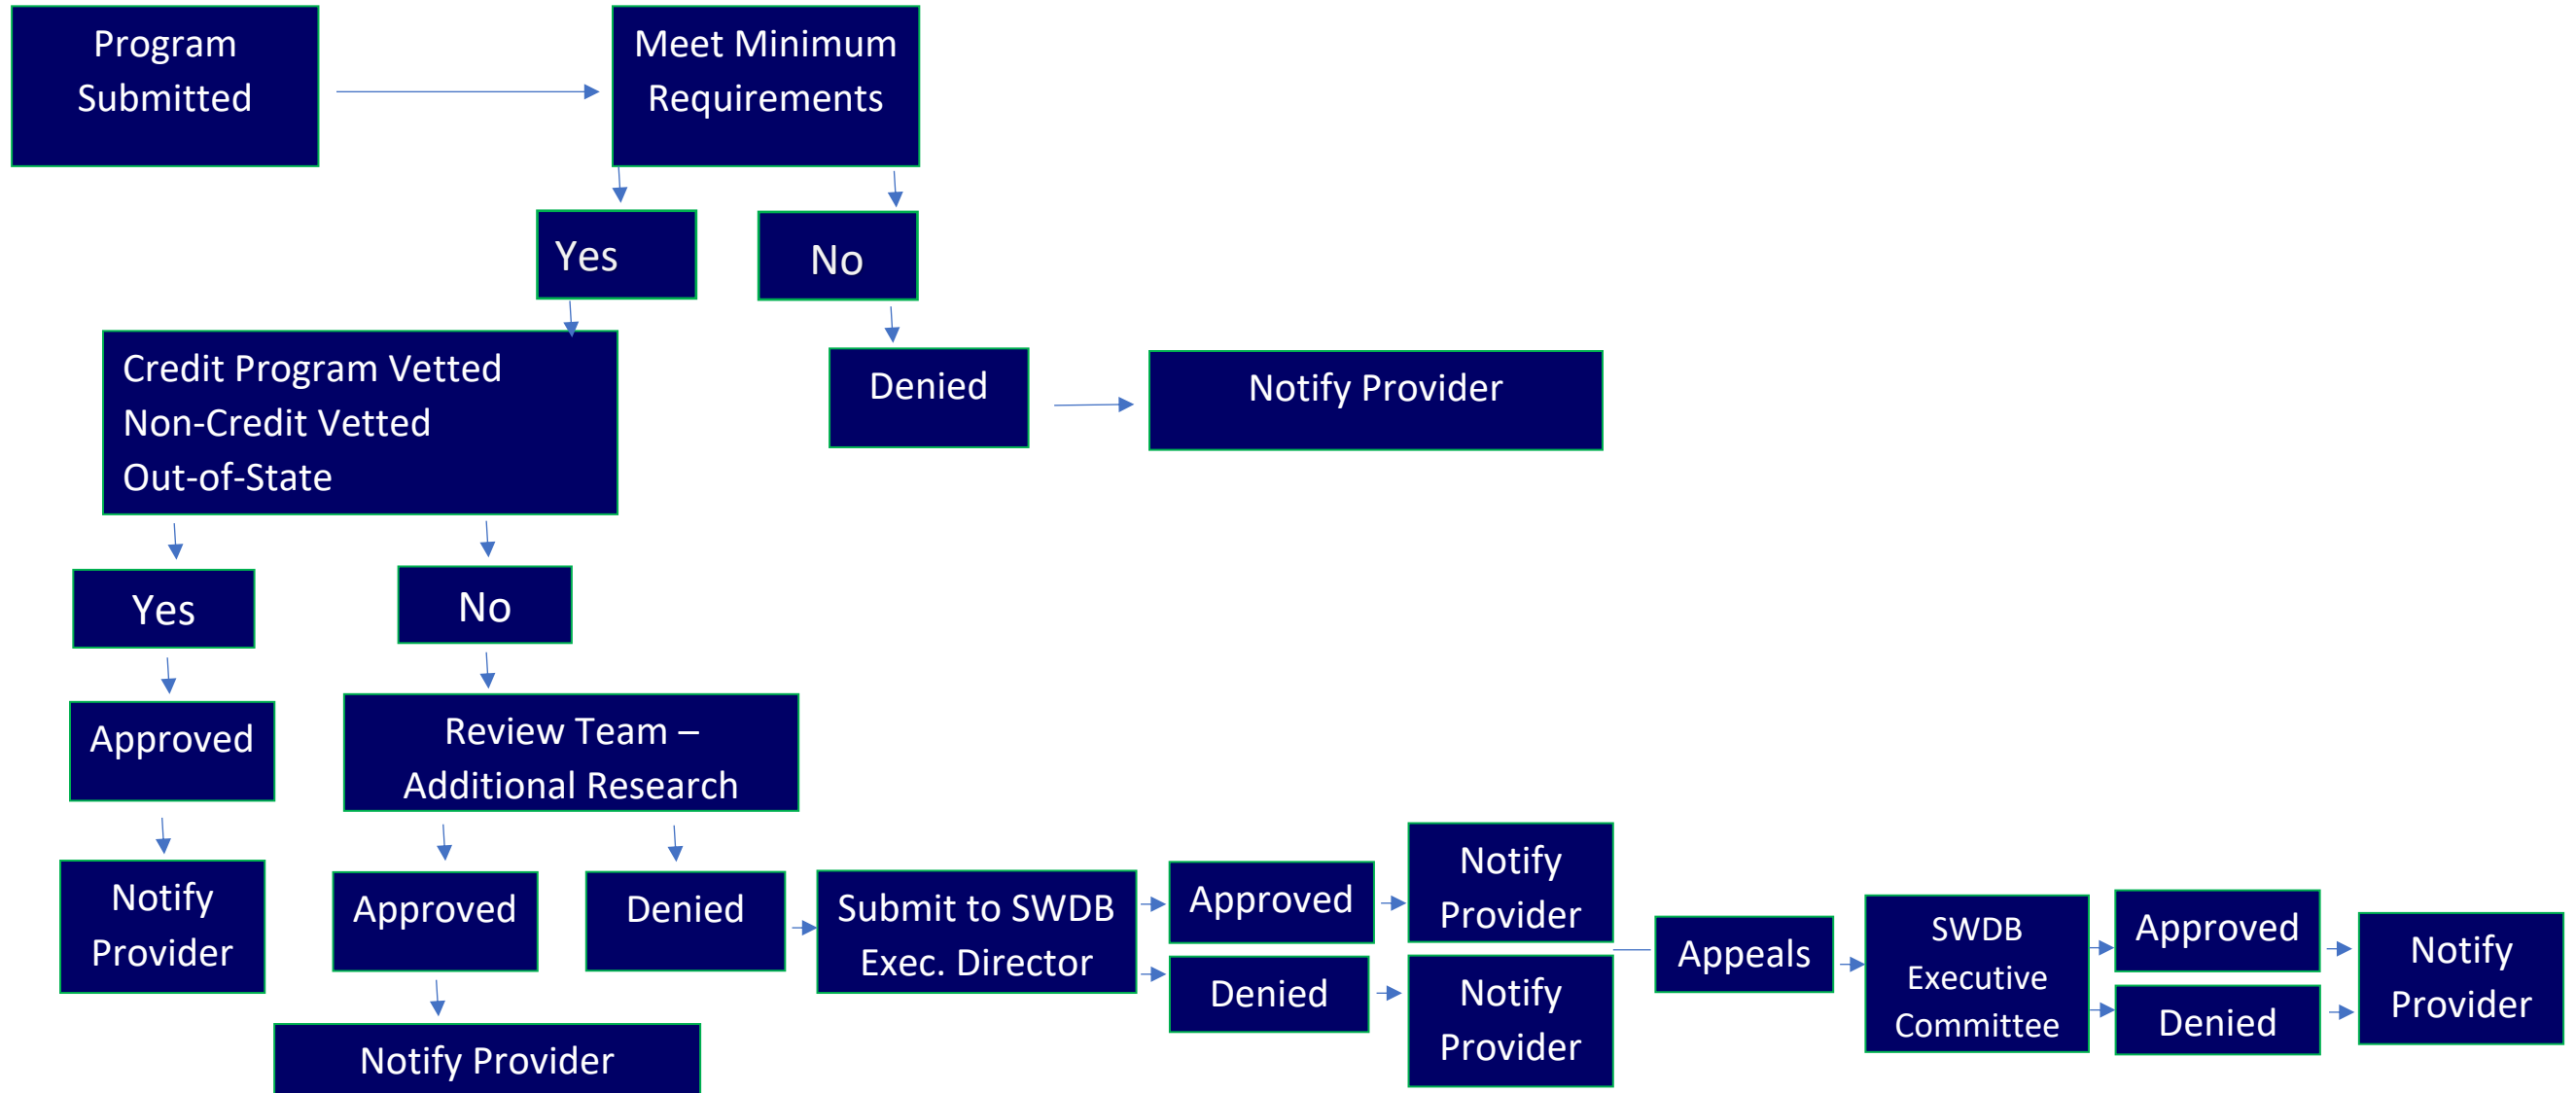 Program
Submitted
Meet Minimum
Requirements
Yes
No
Credit Program Vetted
Non-Credit Vetted
Out-of-State
Denied
Notify Provider
Yes
No
Approved
Review Team –
Additional Research
Notify
Provider
Approved
Denied
Submit to SWDB
Exec. Director
Approved
Denied
Notify
Provider
Notify
Provider
Appeals
SWDB
Executive
Committee
Approved
Denied
Notify
Provider
Notify Provider